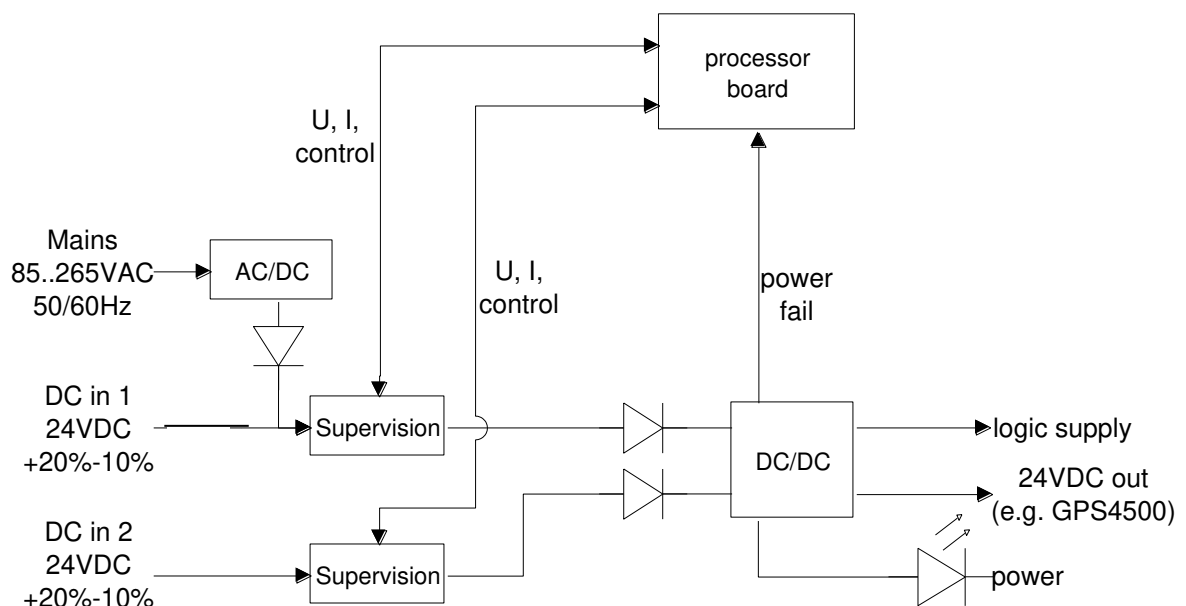 processor
board
U, I,
control
Mains
85..265VAC
50/60Hz
AC/DC
U, I,
control
power
fail
DC in 1
24VDC
+20%-10%
Supervision
DC/DC
logic supply
24VDC out
(e.g. GPS4500)
DC in 2
24VDC
+20%-10%
Supervision
power